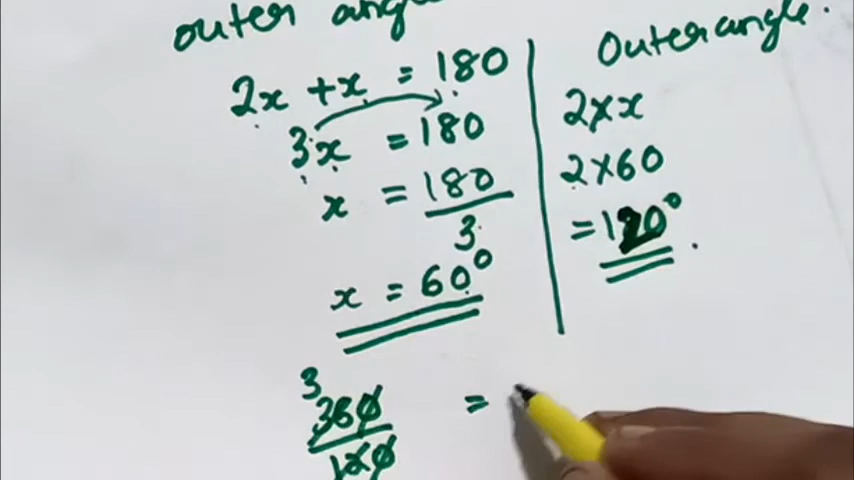 outer angle
2x + x = 180
3x = 180
x = 180
3
x = 60°
Outer angle.
2 × x
2 × 60
= 120°.
3
360 =
120